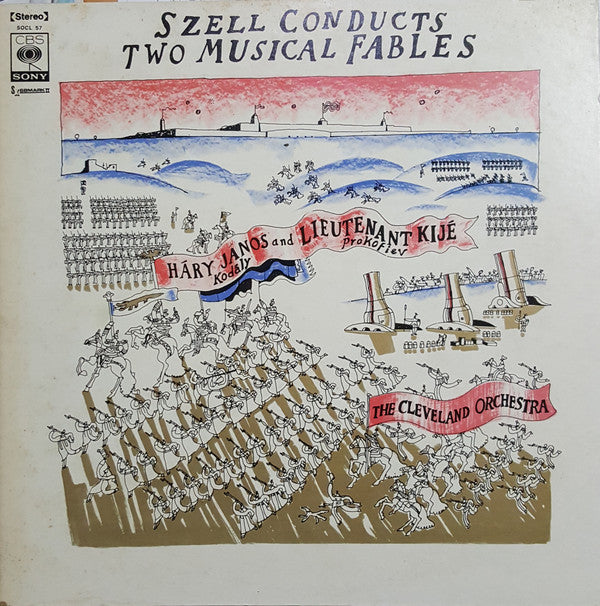 [Stereo]
SOCL 57
CBS
SONY
SZELL CONDUCTS
TWO MUSICAL FABLES
HÁRY JANOS and LIEUTENANT KIJÉ
Kodály
Prokofiev
THE CLEVELAND ORCHESTRA